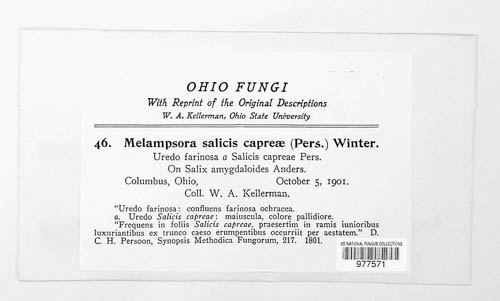 OHIO FUNGI
With Reprint of the Original Descriptions
W. A. Kellerman, Ohio State University
46. Melampsora salicis capreæ (Pers.) Winter.
Uredo farinosa a Salicis capreae Pers.
On Salix amygdaloides Anders.
Columbus, Ohio, October 5, 1901.
Coll. W. A. Kellerman.
"Uredo farinosa: confluens farinosa ochracea.
a. Uredo Salicis capreae: maiuscula, colore pallidiore.
"Frequens in foliis Salicis capreae, praesertim in ramis iunioribus
luxuriantibus ex trunco caeso erumpentibus occurriit per aestatem." D.
C. H. Persoon, Synopsis Methodica Fungorum, 217. 1801.
US NATIONAL FUNGUS COLLECTIONS
977571